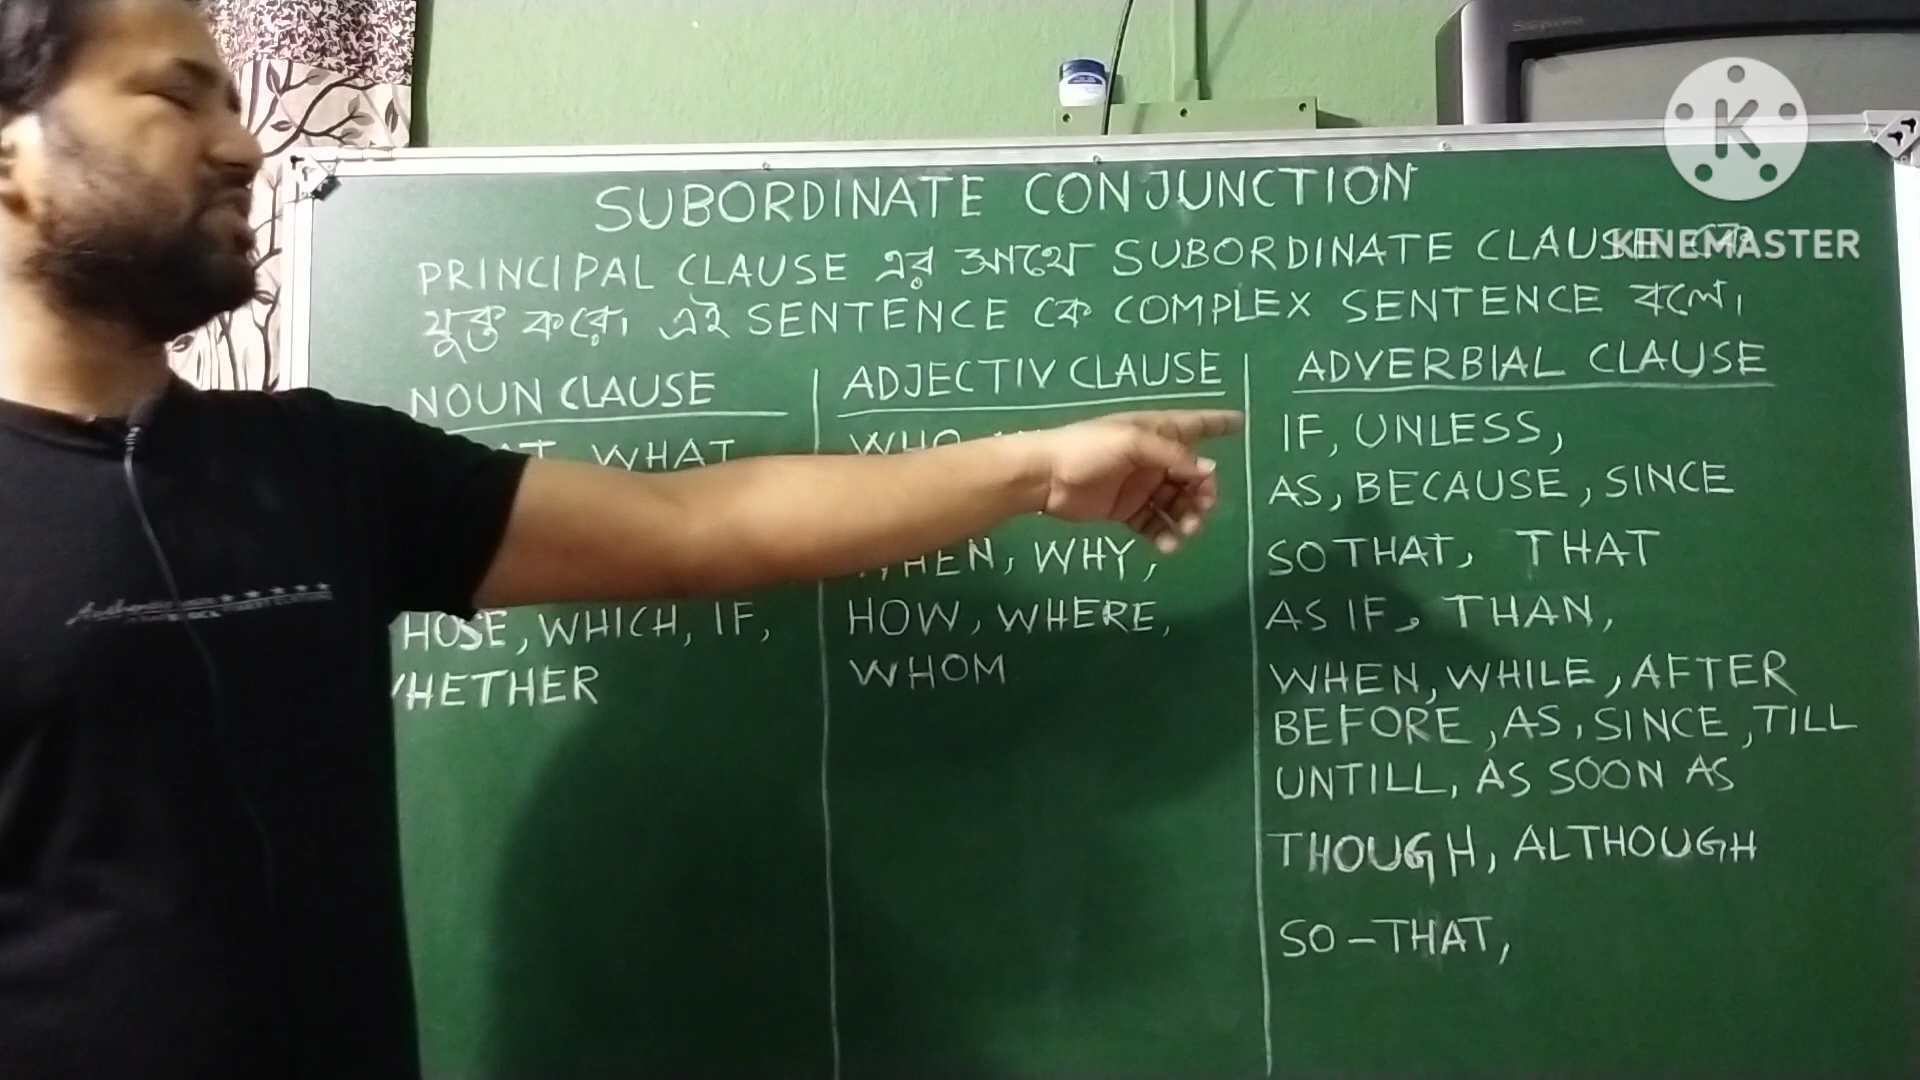 SUBORDINATE CONJUNCTION
PRINCIPAL CLAUSE এর সাথে SUBORDINATE CLAUSE কে
যুক্ত করে। এই SENTENCE কে COMPLEX SENTENCE বলে।
NOUN CLAUSE
WHAT
HOSE, WHICH, IF,
WHETHER
ADJECTIV CLAUSE
WHO
WHEN, WHY,
HOW, WHERE,
WHOM
ADVERBIAL CLAUSE
IF, UNLESS,
AS, BECAUSE, SINCE
SO THAT, THAT
AS IF, THAN,
WHEN, WHILE, AFTER
BEFORE, AS, SINCE, TILL
UNTILL, AS SOON AS
THOUGH, ALTHOUGH
SO-THAT,
K
KINEMASTER